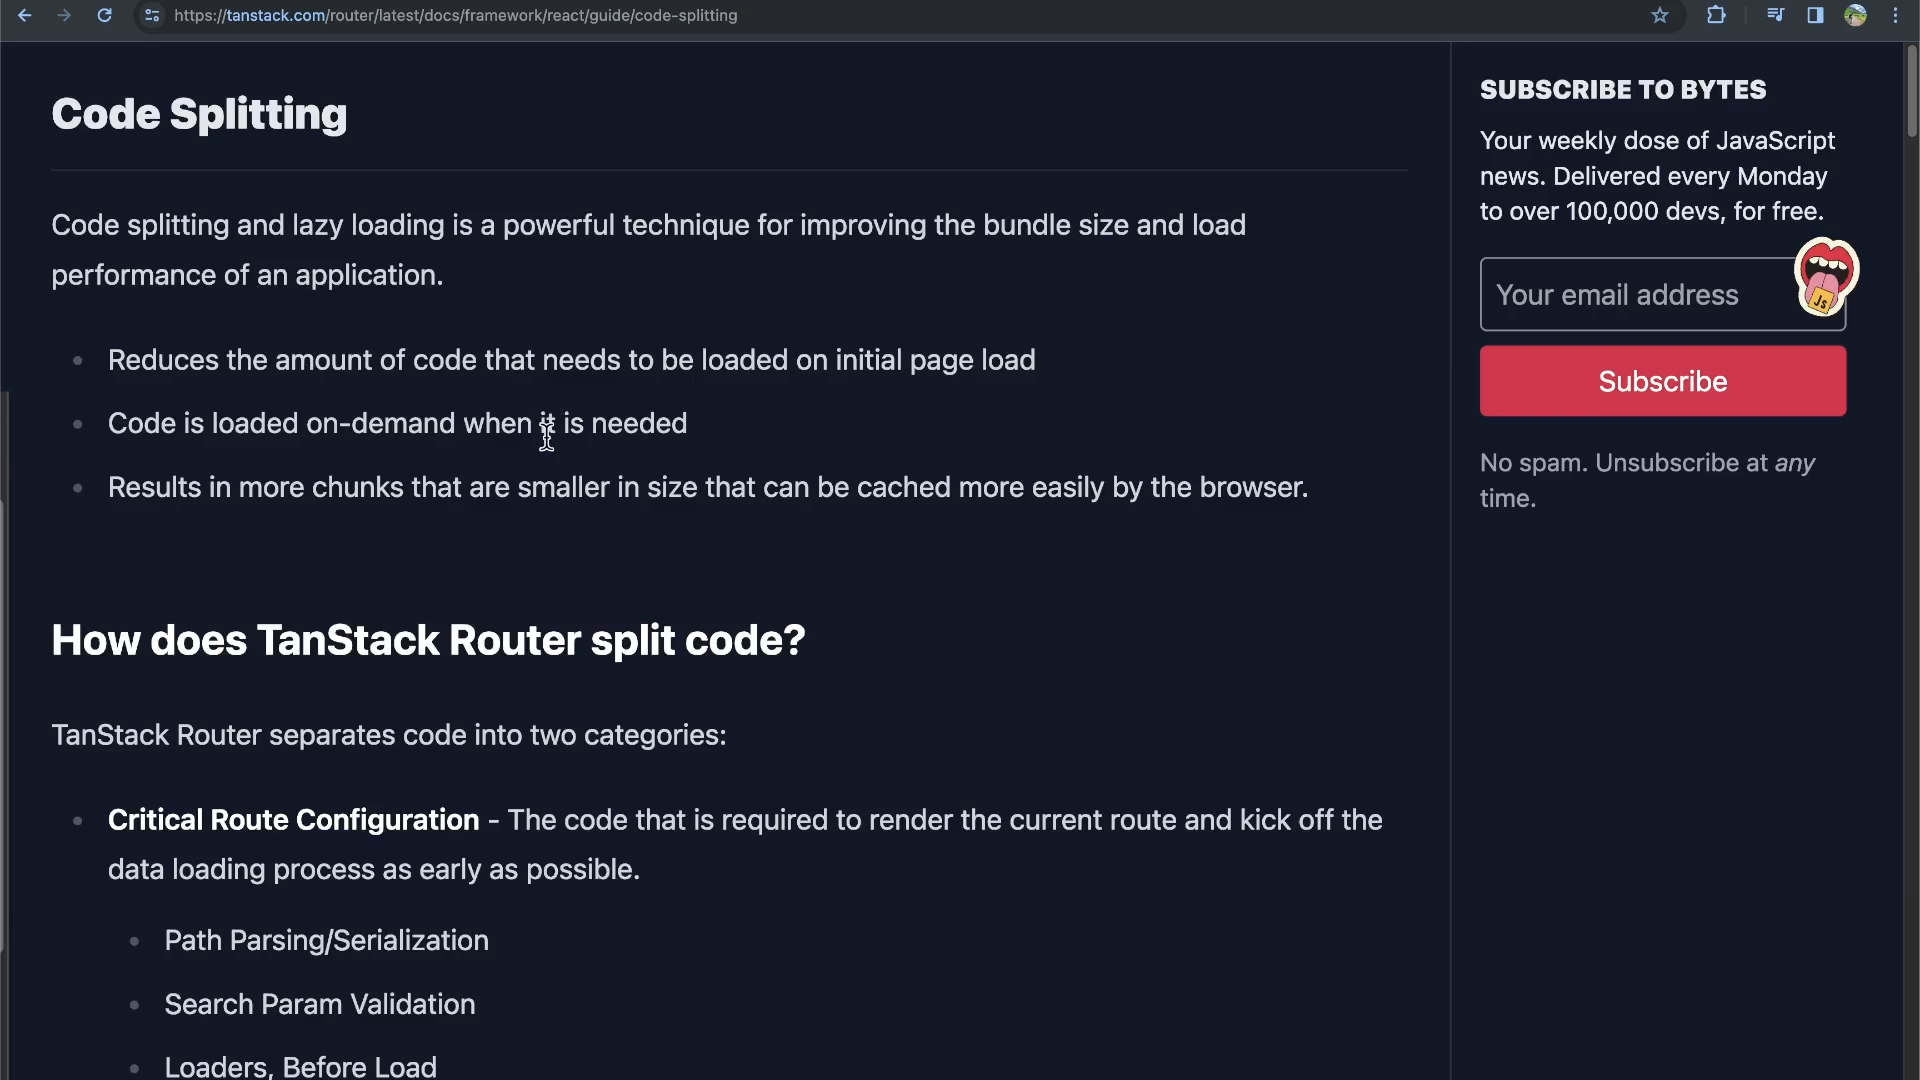 https://tanstack.com/router/latest/docs/framework/react/guide/code-splitting
Code Splitting
Code splitting and lazy loading is a powerful technique for improving the bundle size and load
performance of an application.
Reduces the amount of code that needs to be loaded on initial page load
Code is loaded on-demand when it is needed
Results in more chunks that are smaller in size that can be cached more easily by the browser.
How does TanStack Router split code?
TanStack Router separates code into two categories:
Critical Route Configuration - The code that is required to render the current route and kick off the
data loading process as early as possible.
Path Parsing/Serialization
Search Param Validation
Loaders, Before Load
SUBSCRIBE TO BYTES
Your weekly dose of JavaScript
news. Delivered every Monday
to over 100,000 devs, for free.
Your email address
JS
Subscribe
No spam. Unsubscribe at any
time.